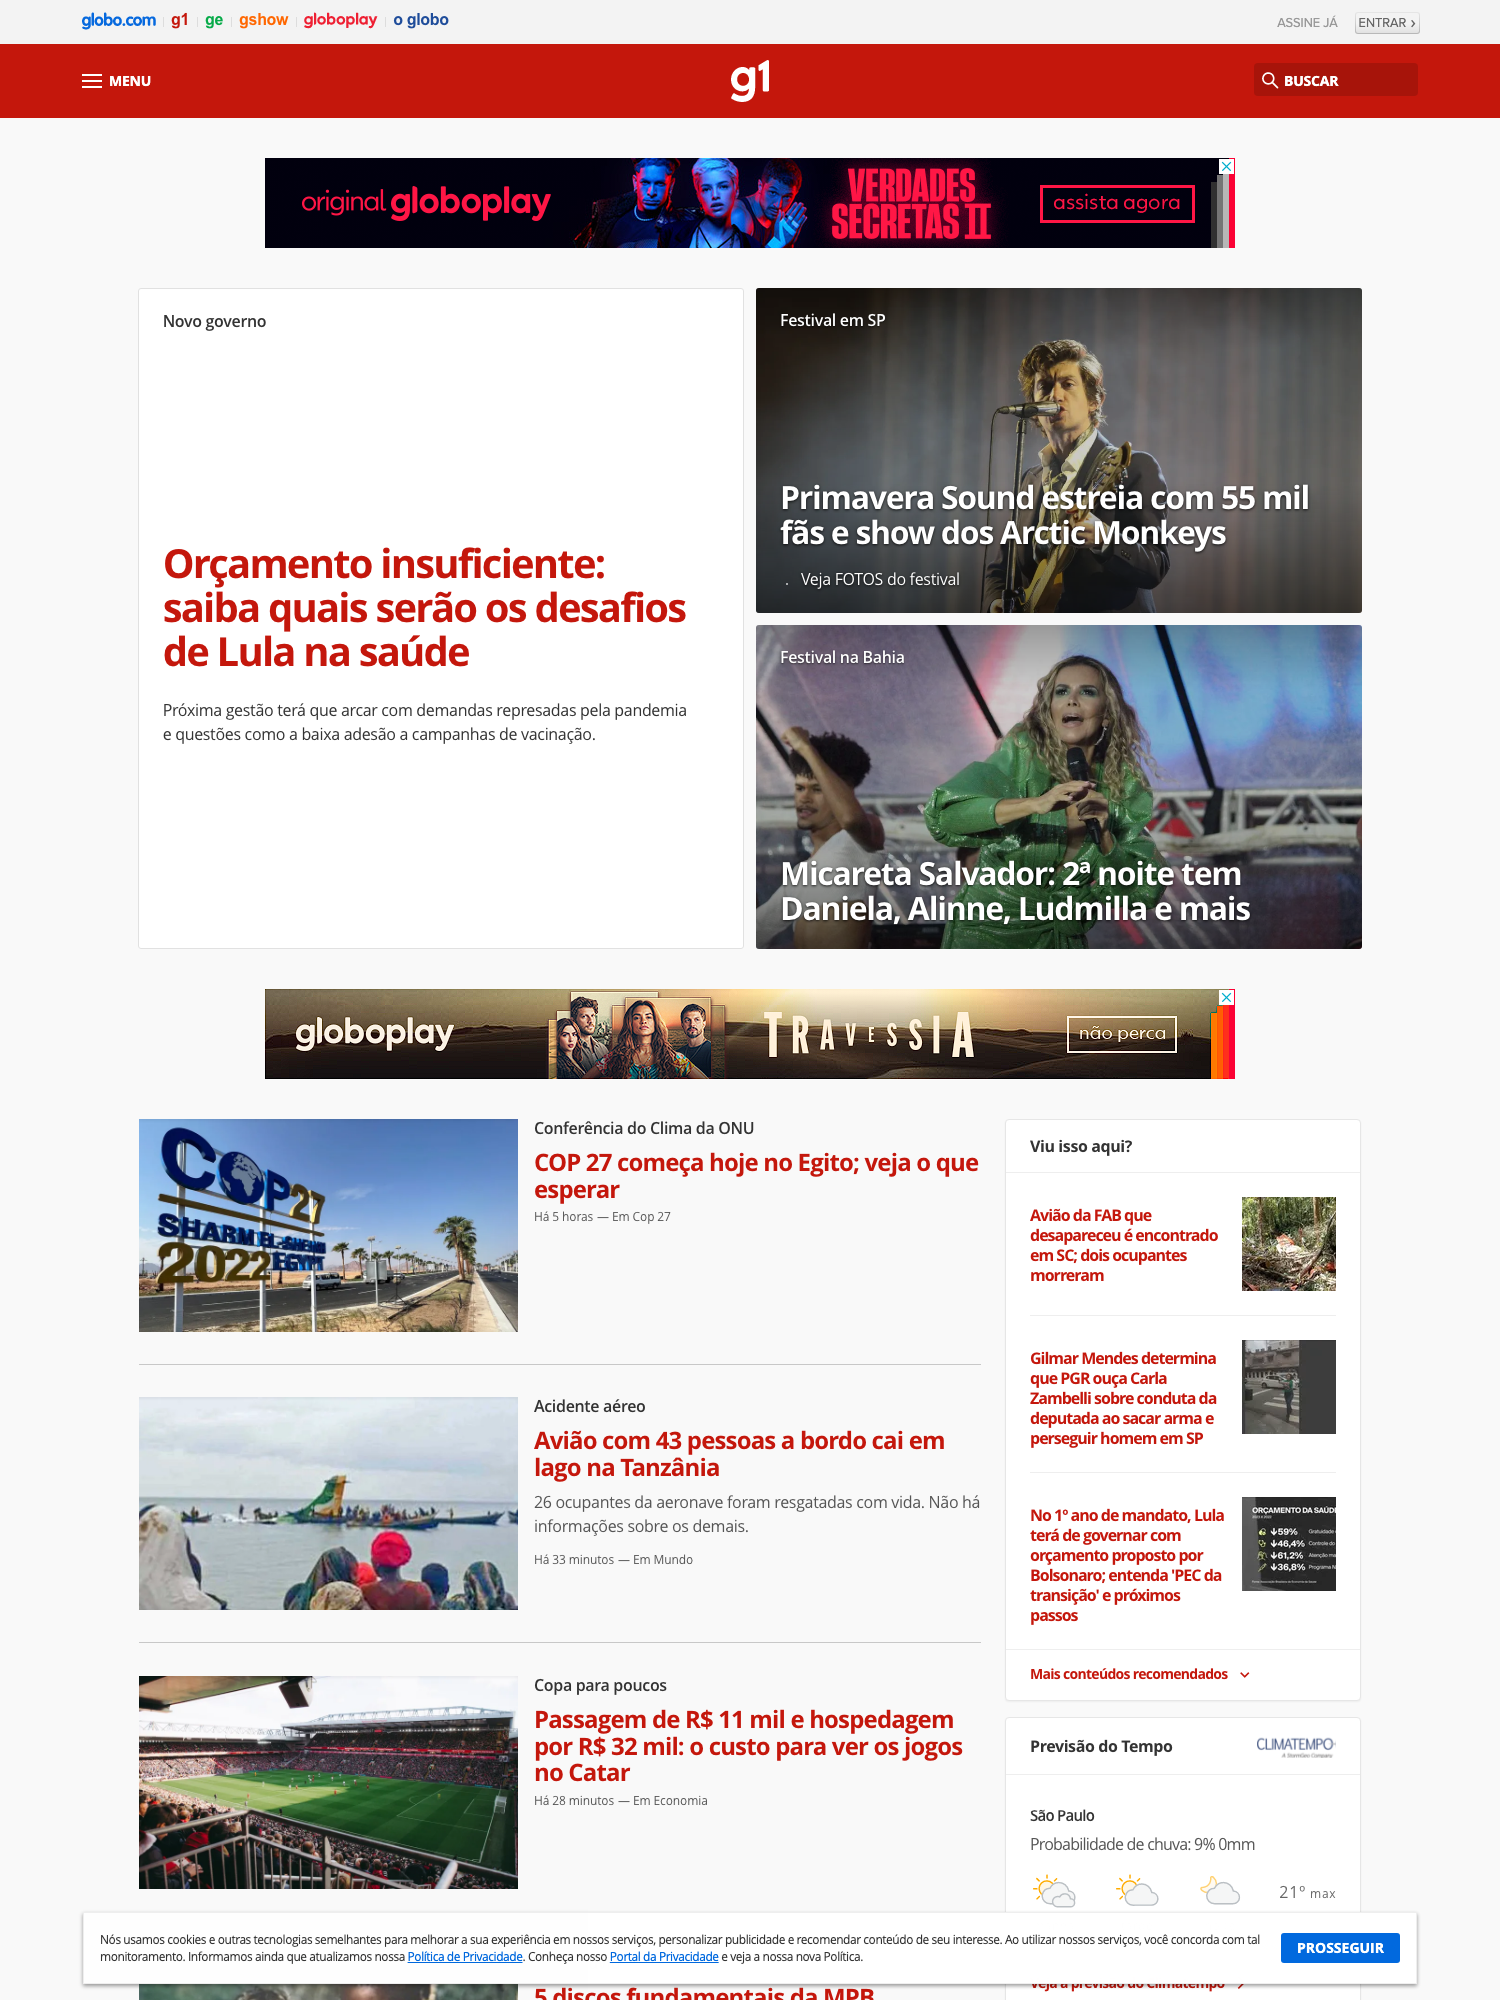 globo.com g1 ge gshow globoplay o globo
ASSINE JÁ ENTRAR ›
MENU
g1
BUSCAR
original globoplay
VERDADES
SECRETAS II
assista agora
Novo governo
Orçamento insuficiente:
saiba quais serão os desafios
de Lula na saúde
Próxima gestão terá que arcar com demandas represadas pela pandemia
e questões como a baixa adesão a campanhas de vacinação.
Festival em SP
Primavera Sound estreia com 55 mil
fãs e show dos Arctic Monkeys
. Veja FOTOS do festival
Festival na Bahia
Micareta Salvador: 2ª noite tem
Daniela, Alinne, Ludmilla e mais
globoplay
TRAVESSIA
não perca
COP27
SHARM EL-SHEIKH
2022 EGYPT
Conferência do Clima da ONU
COP 27 começa hoje no Egito; veja o que
esperar
Há 5 horas — Em Cop 27
Acidente aéreo
Avião com 43 pessoas a bordo cai em
lago na Tanzânia
26 ocupantes da aeronave foram resgatadas com vida. Não há
informações sobre os demais.
Há 33 minutos — Em Mundo
Copa para poucos
Passagem de R$ 11 mil e hospedagem
por R$ 32 mil: o custo para ver os jogos
no Catar
Há 28 minutos — Em Economia
5 discos fundamentais da MPB
Viu isso aqui?
Avião da FAB que
desapareceu é encontrado
em SC; dois ocupantes
morreram
Gilmar Mendes determina
que PGR ouça Carla
Zambelli sobre conduta da
deputada ao sacar arma e
perseguir homem em SP
No 1º ano de mandato, Lula
terá de governar com
orçamento proposto por
Bolsonaro; entenda 'PEC da
transição' e próximos
passos
ORÇAMENTO DA SAÚDE
59% Gratuidade
46,4% Controle do
61,2% Atenção
36,8% Programa
Mais conteúdos recomendados
Previsão do Tempo
CLIMATEMPO
A StormGeo Company
São Paulo
Probabilidade de chuva: 9% 0mm
21º max
Veja a previsão do Climatempo
Nós usamos cookies e outras tecnologias semelhantes para melhorar a sua experiência em nossos serviços, personalizar publicidade e recomendar conteúdo de seu interesse. Ao utilizar nossos serviços, você concorda com tal
monitoramento. Informamos ainda que atualizamos nossa Política de Privacidade. Conheça nosso Portal da Privacidade e veja a nossa nova Política.
PROSSEGUIR